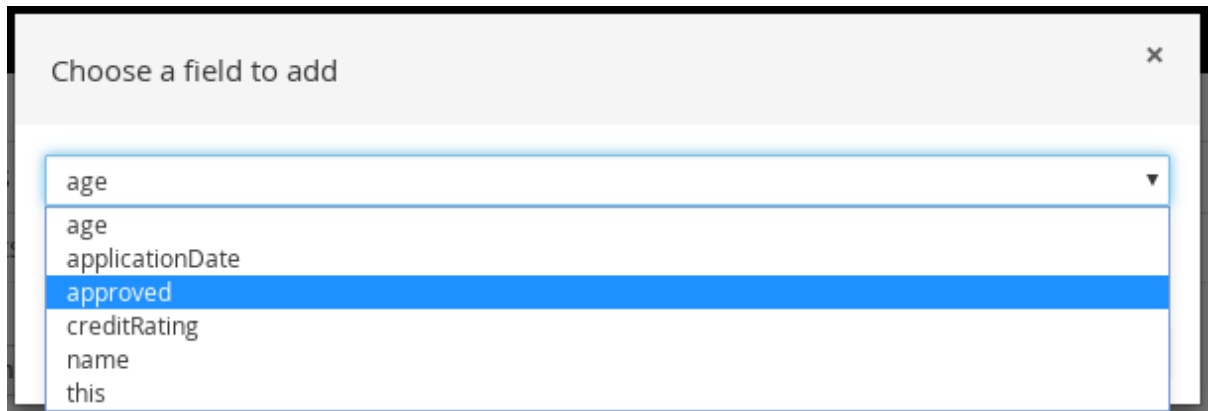 Choose a field to add
×
age
age
applicationDate
approved
creditRating
name
this